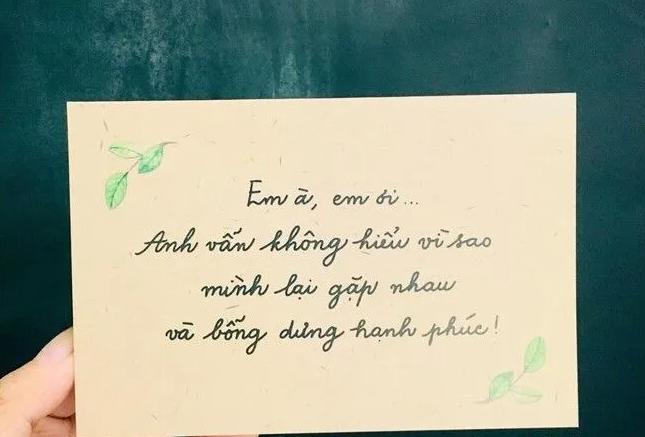 Em à, em ơi...
Anh vẫn không hiểu vì sao
mình lại gặp nhau
và bỗng dưng hạnh phúc!